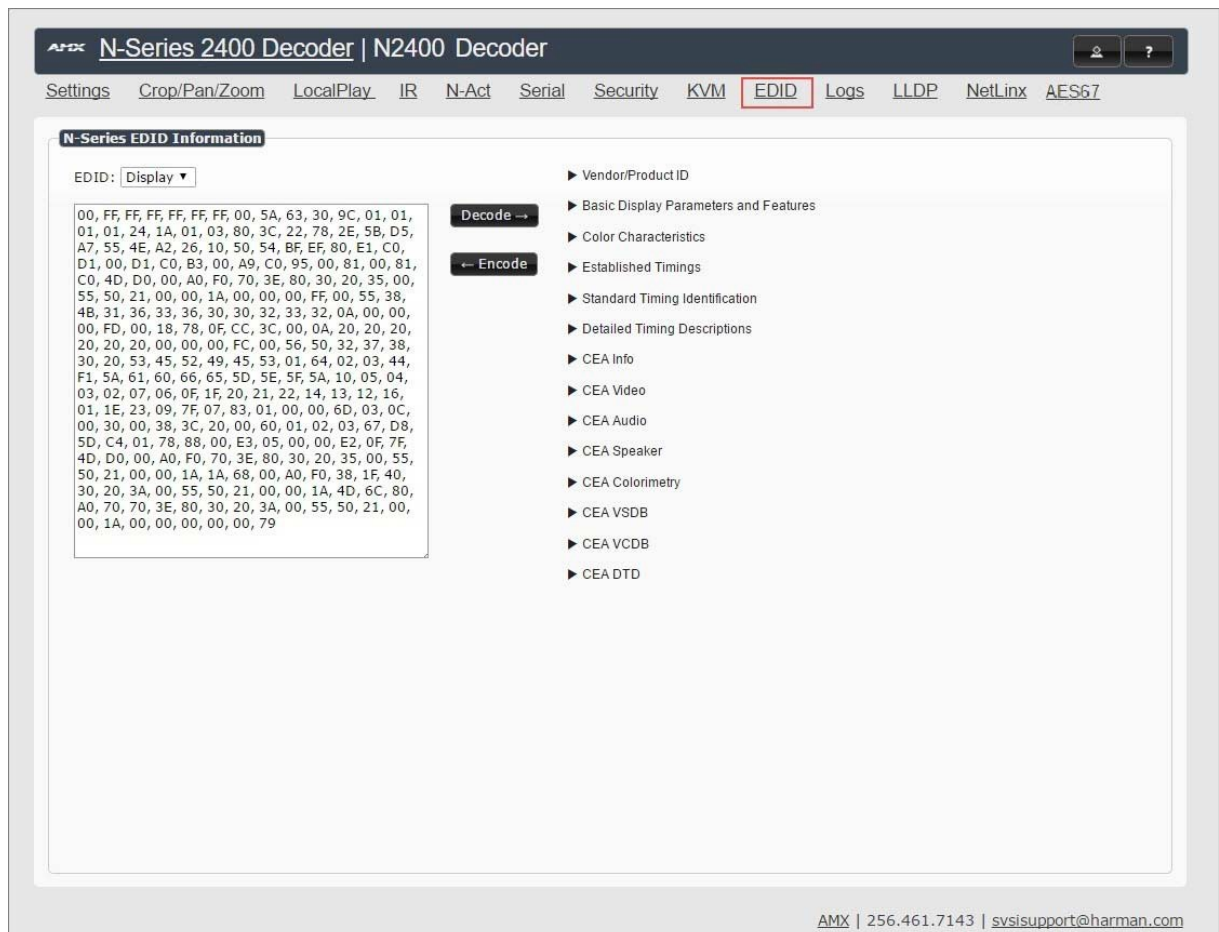 AMX N-Series 2400 Decoder | N2400 Decoder ?
Settings Crop/Pan/Zoom LocalPlay IR N-Act Serial Security KVM EDID Logs LLDP NetLinx AES67
N-Series EDID Information
EDID: Display ▼
00, FF, FF, FF, FF, FF, FF, 00, 5A, 63, 30, 9C, 01, 01,
01, 01, 24, 1A, 01, 03, 80, 3C, 22, 78, 2E, 5B, D5,
A7, 55, 4E, A2, 26, 10, 50, 54, BF, EF, 80, E1, C0,
D1, 00, D1, C0, B3, 00, A9, C0, 95, 00, 81, 00, 81,
C0, 4D, D0, 00, A0, F0, 70, 3E, 80, 30, 20, 35, 00,
55, 50, 21, 00, 00, 1A, 00, 00, 00, FF, 00, 55, 38,
4B, 31, 36, 33, 36, 30, 30, 32, 33, 32, 0A, 00, 00,
00, FD, 00, 18, 78, 0F, CC, 3C, 00, 0A, 20, 20, 20,
20, 20, 20, 00, 00, 00, FC, 00, 56, 50, 32, 37, 38,
30, 20, 53, 45, 52, 49, 45, 53, 01, 64, 02, 03, 44,
F1, 5A, 61, 60, 66, 65, 5D, 5E, 5F, 5A, 10, 05, 04,
03, 02, 07, 06, 0F, 1F, 20, 21, 22, 14, 13, 12, 16,
01, 1E, 23, 09, 7F, 07, 83, 01, 00, 00, 6D, 03, 0C,
00, 30, 00, 38, 3C, 20, 00, 60, 01, 02, 03, 67, D8,
5D, C4, 01, 78, 88, 00, E3, 05, 00, 00, E2, 0F, 7F,
4D, D0, 00, A0, F0, 70, 3E, 80, 30, 20, 35, 00, 55,
50, 21, 00, 00, 1A, 1A, 68, 00, A0, F0, 38, 1F, 40,
30, 20, 3A, 00, 55, 50, 21, 00, 00, 1A, 4D, 6C, 80,
A0, 70, 70, 3E, 80, 30, 20, 3A, 00, 55, 50, 21, 00,
00, 1A, 00, 00, 00, 00, 00, 79
Decode →
← Encode
▶ Vendor/Product ID
▶ Basic Display Parameters and Features
▶ Color Characteristics
▶ Established Timings
▶ Standard Timing Identification
▶ Detailed Timing Descriptions
▶ CEA Info
▶ CEA Video
▶ CEA Audio
▶ CEA Speaker
▶ CEA Colorimetry
▶ CEA VSDB
▶ CEA VCDB
▶ CEA DTD
AMX | 256.461.7143 | svsisupport@harman.com